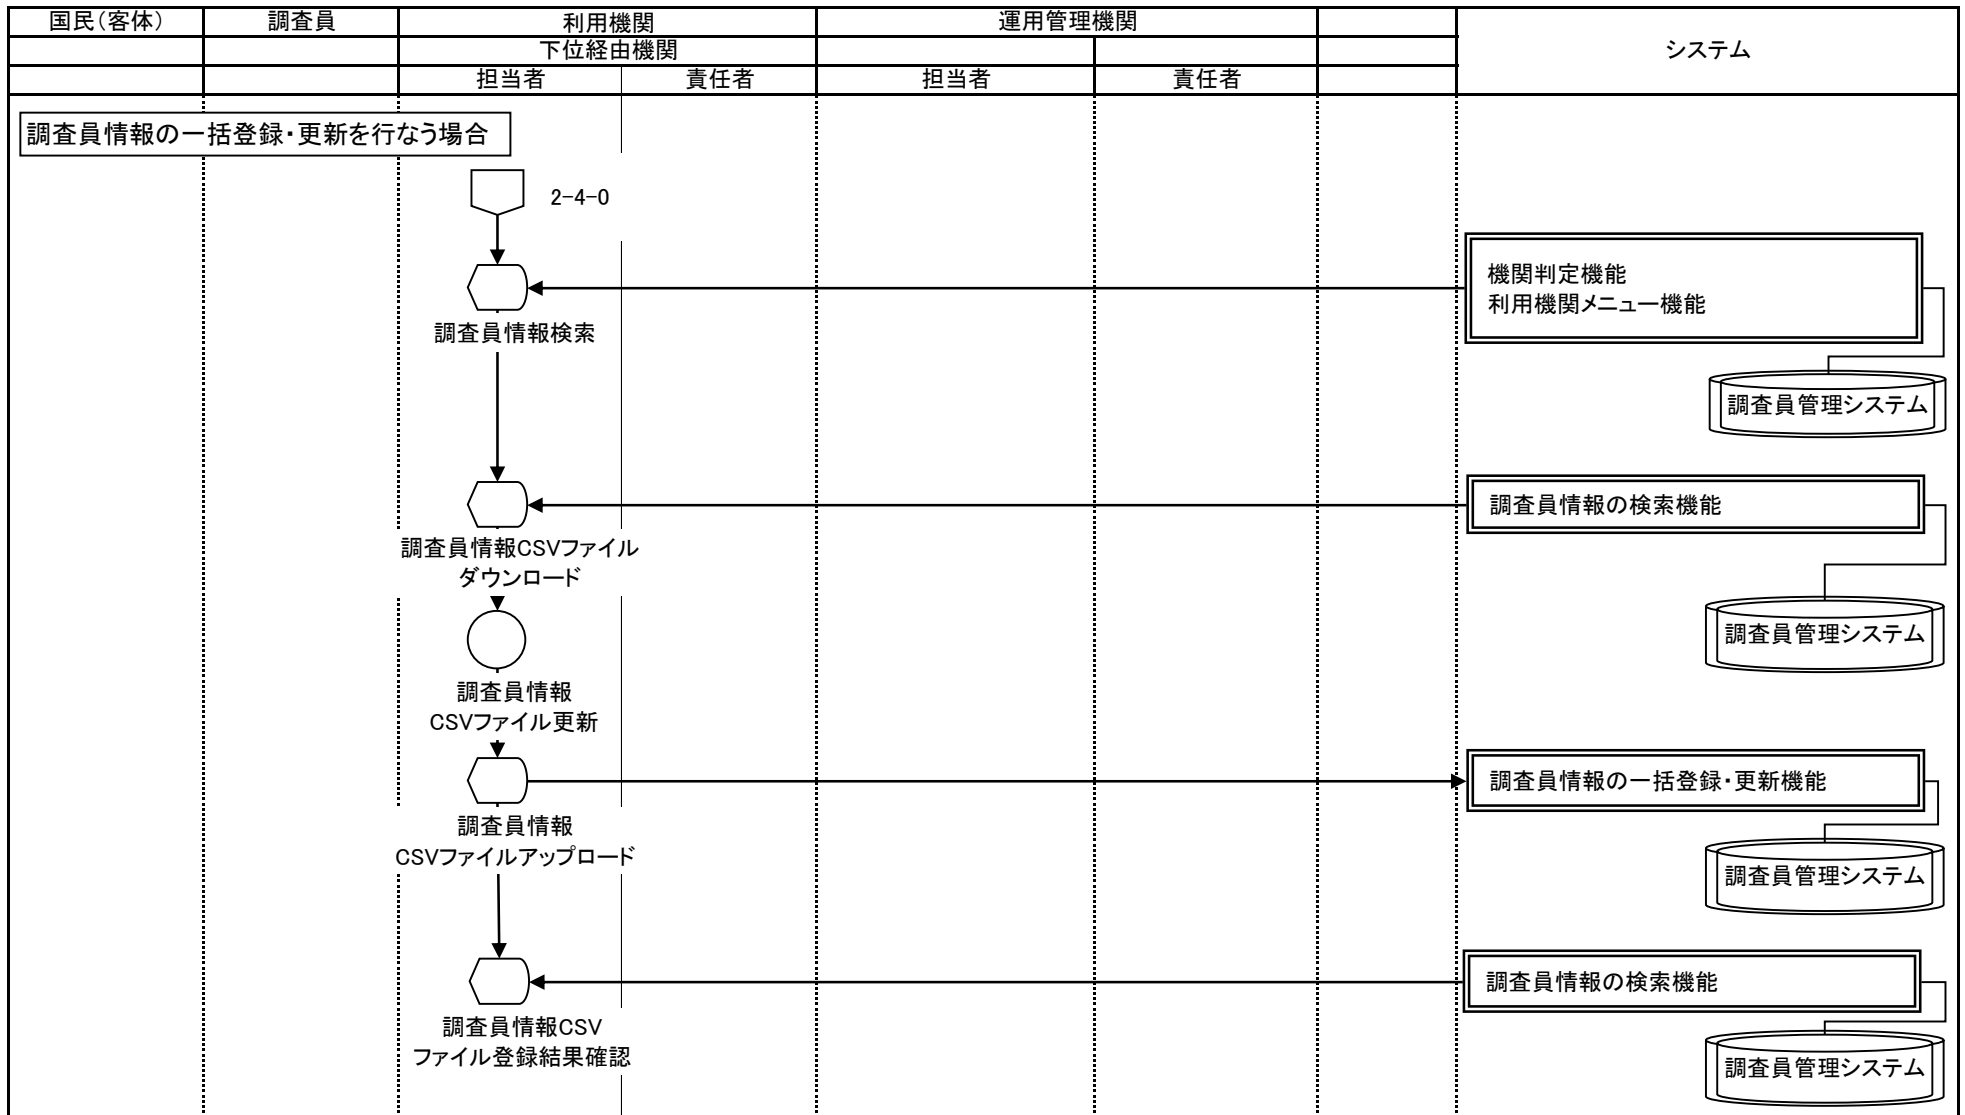 国民（客体）
調査員
利用機関
運用管理機関
システム
下位経由機関
担当者
責任者
担当者
責任者
調査員情報の一括登録・更新を行なう場合
2-4-0
機関判定機能
利用機関メニュー機能
調査員情報検索
調査員管理システム
調査員情報の検索機能
調査員情報CSVファイル
ダウンロード
調査員管理システム
調査員情報
CSVファイル更新
調査員情報の一括登録・更新機能
調査員情報
CSVファイルアップロード
調査員管理システム
調査員情報の検索機能
調査員情報CSV
ファイル登録結果確認
調査員管理システム